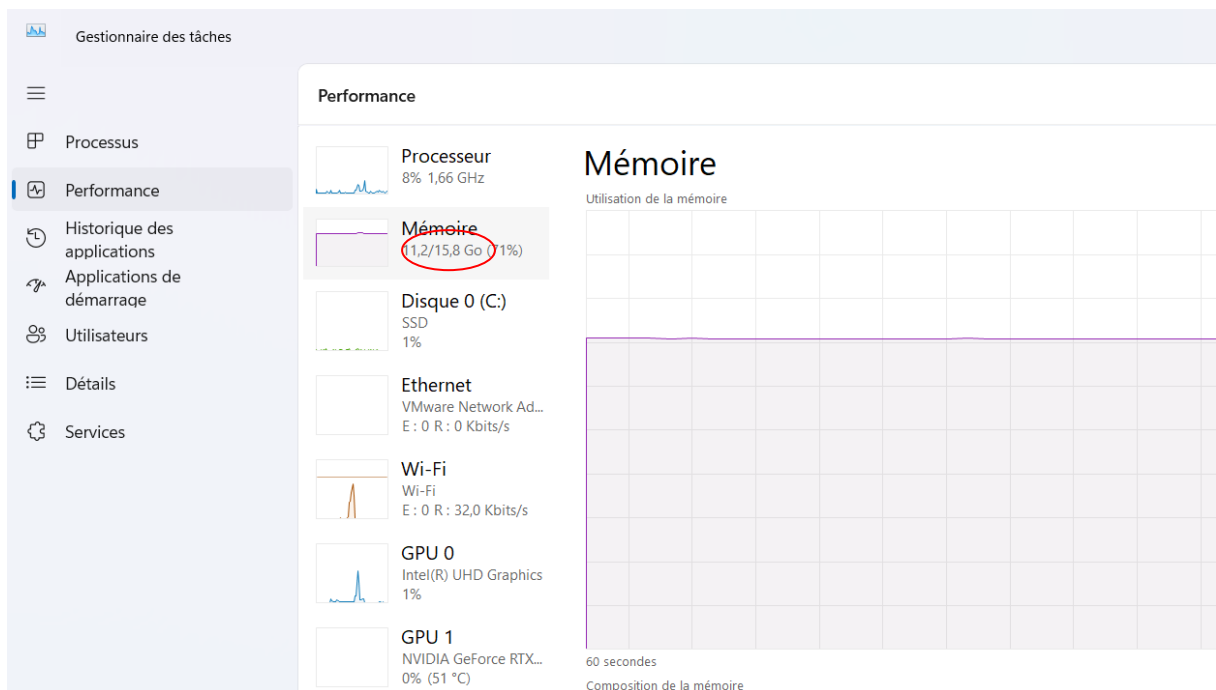 Gestionnaire des tâches
Performance
Processus
Performance
Historique des
applications
Applications de
démarrage
Utilisateurs
Détails
Services
Processeur
8% 1,66 GHz
Mémoire
11,2/15,8 Go (71%)
Disque 0 (C:)
SSD
1%
Ethernet
VMware Network Ad...
E : 0 R : 0 Kbits/s
Wi-Fi
Wi-Fi
E : 0 R : 32,0 Kbits/s
GPU 0
Intel(R) UHD Graphics
1%
GPU 1
NVIDIA GeForce RTX...
0% (51 °C)
Mémoire
Utilisation de la mémoire
60 secondes
Composition de la mémoire